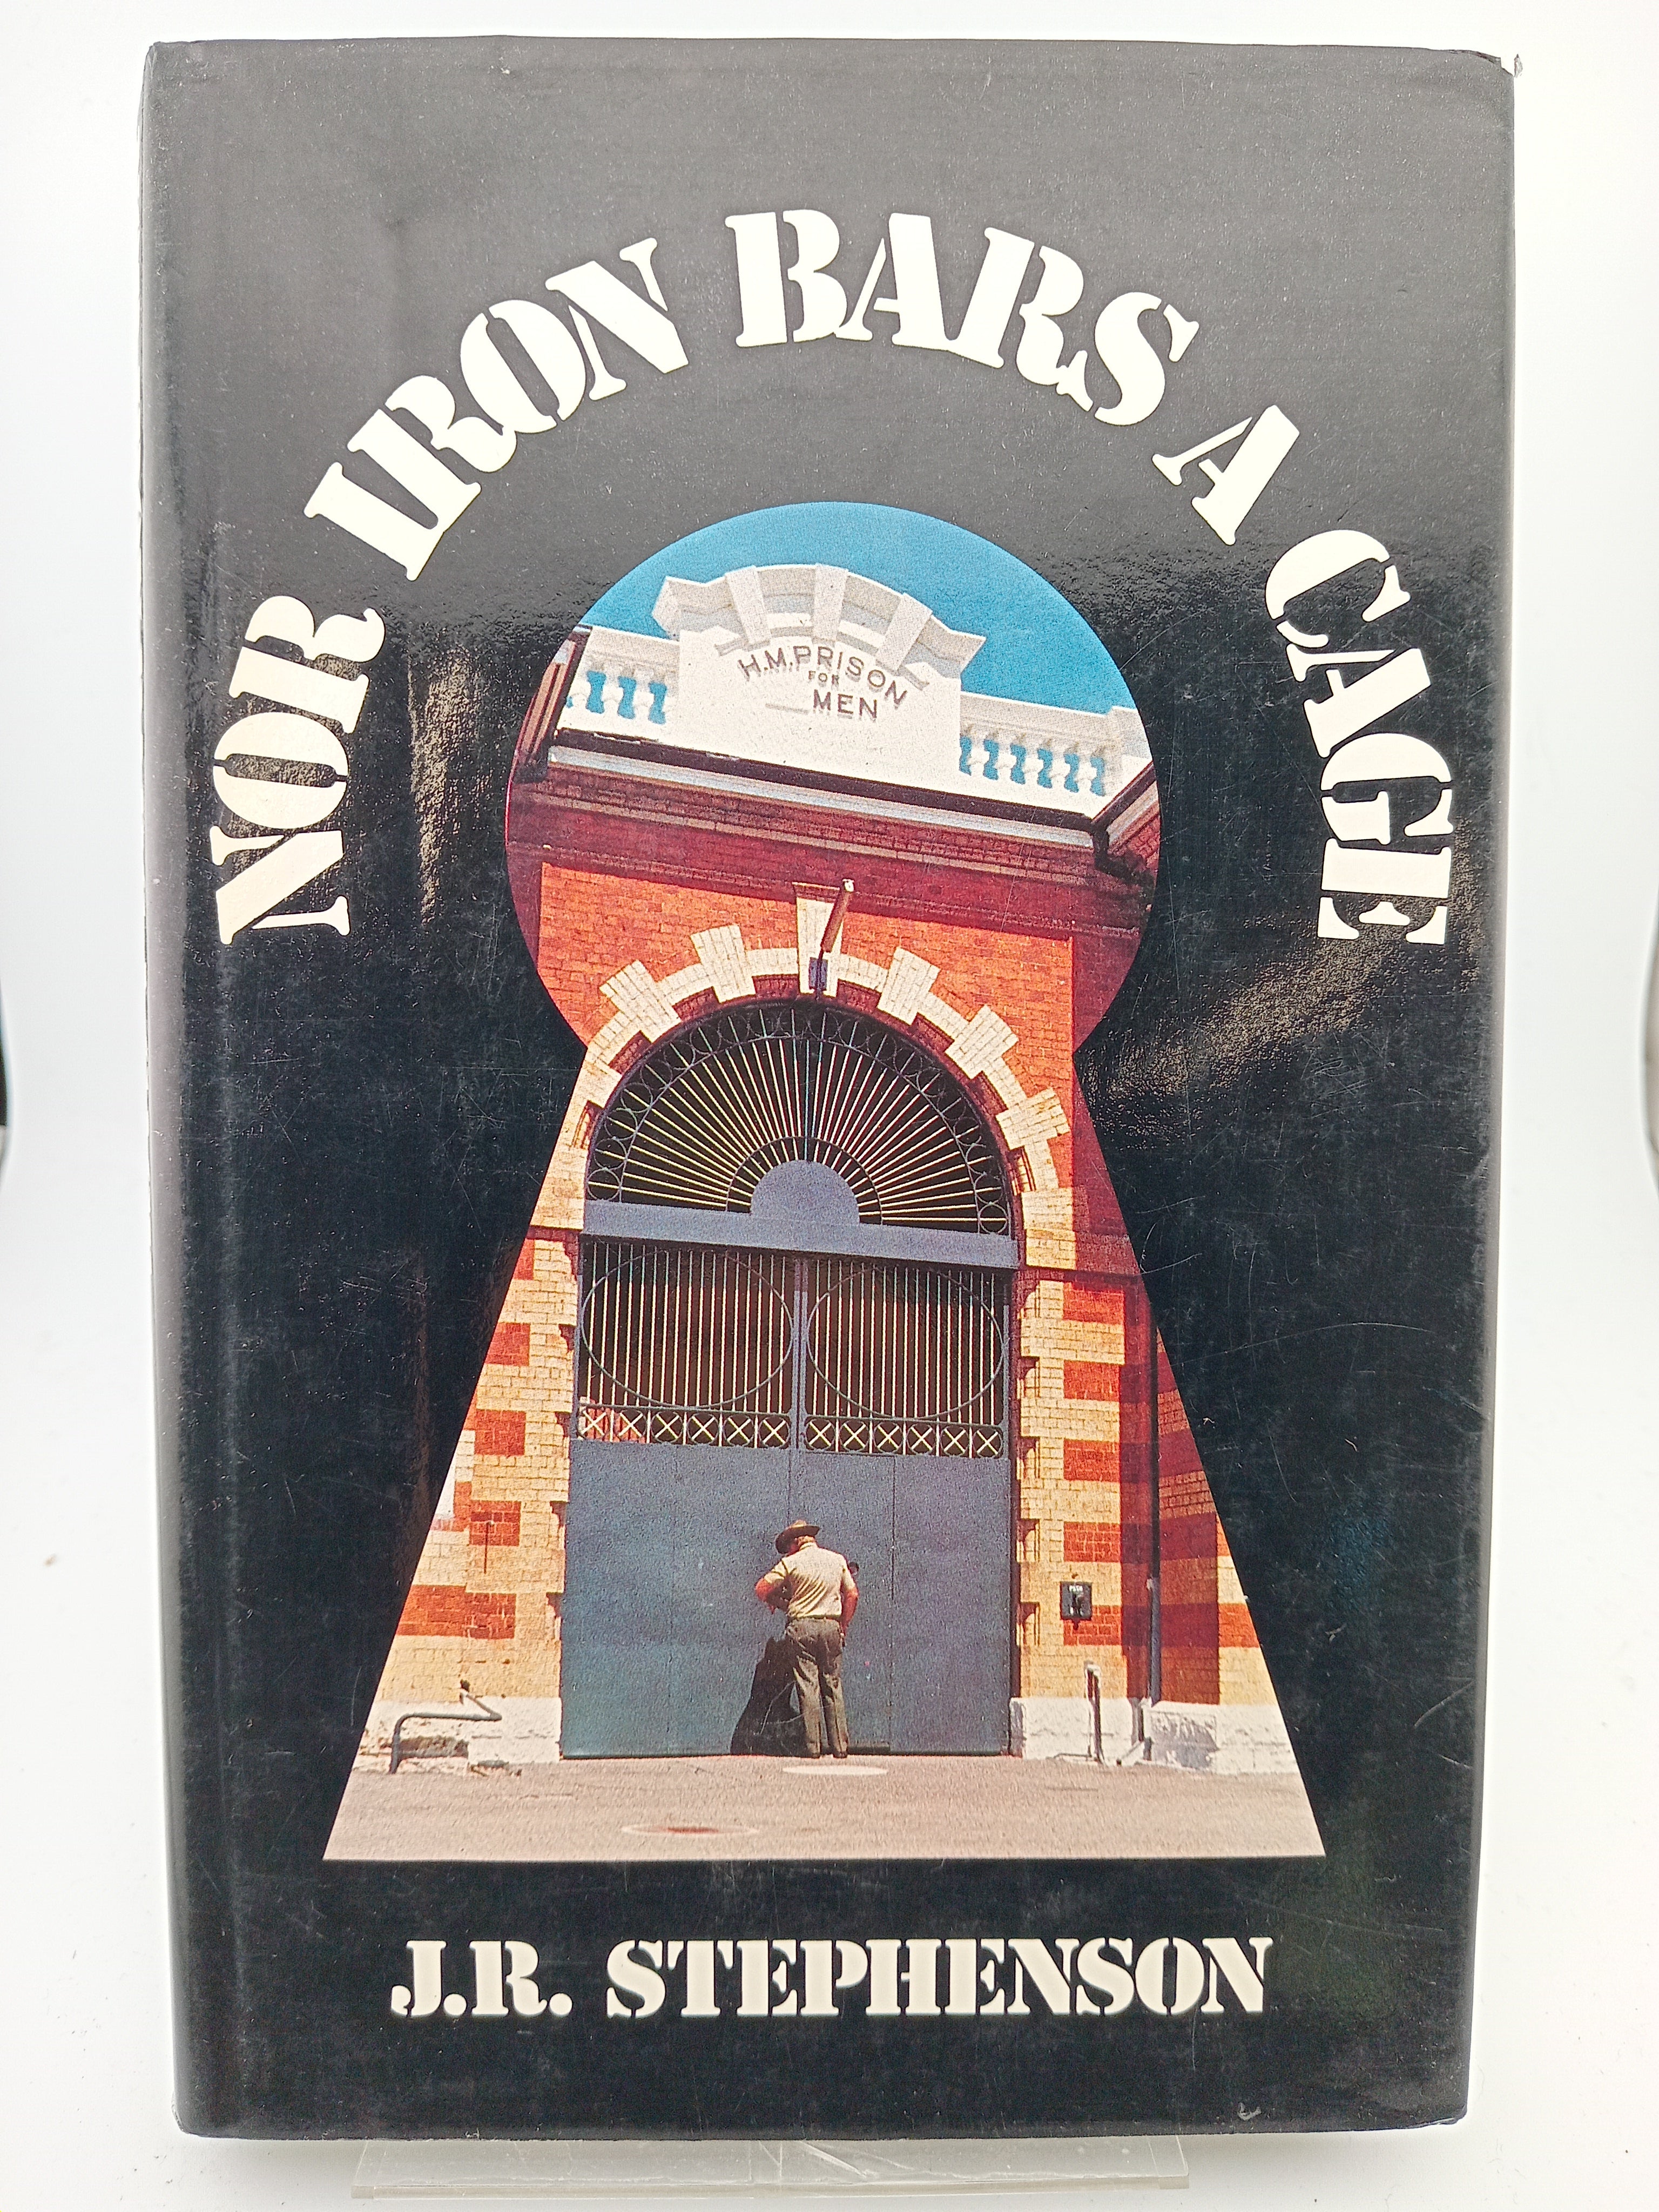 NOR IRON BARS A CAGE
H.M.PRISON
FOR
MEN
J.R. STEPHENSON